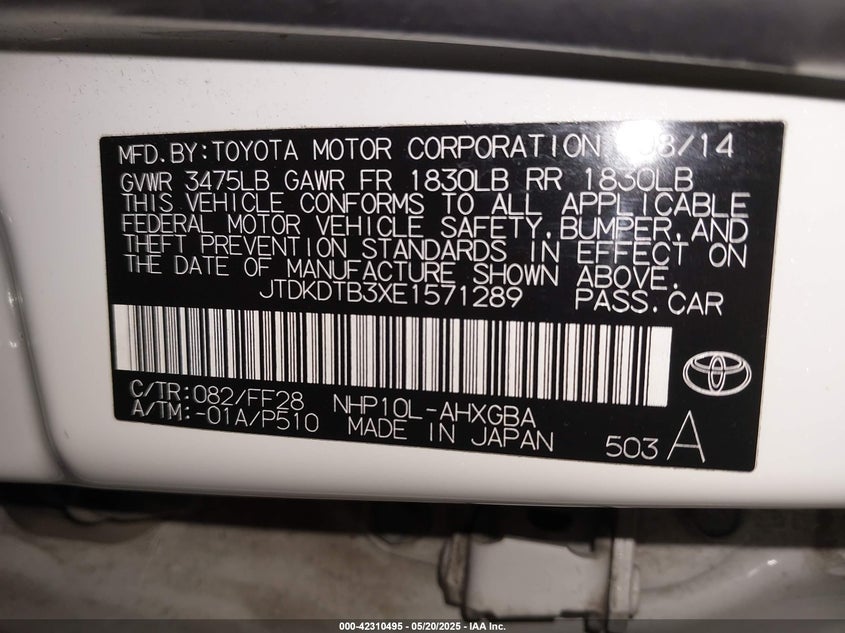 MFD.BY:TOYOTA MOTOR CORPORATION 08/14
GVWR 3475LB GAWR FR 1830LB RR 1830LB
THIS VEHICLE CONFORMS TO ALL APPLICABLE
FEDERAL MOTOR VEHICLE SAFETY,BUMPER,AND
THEFT PREVENTION STANDARDS IN EFFECT ON
THE DATE OF MANUFACTURE SHOWN ABOVE.
JTDKDTB3XE1571289 PASS.CAR
C/TR:082/FF28 NHP10L-AHXGBA
A/TM:-01A/P510 MADE IN JAPAN 503 A
000-42310495 - 05/20/2025 - IAA Inc.